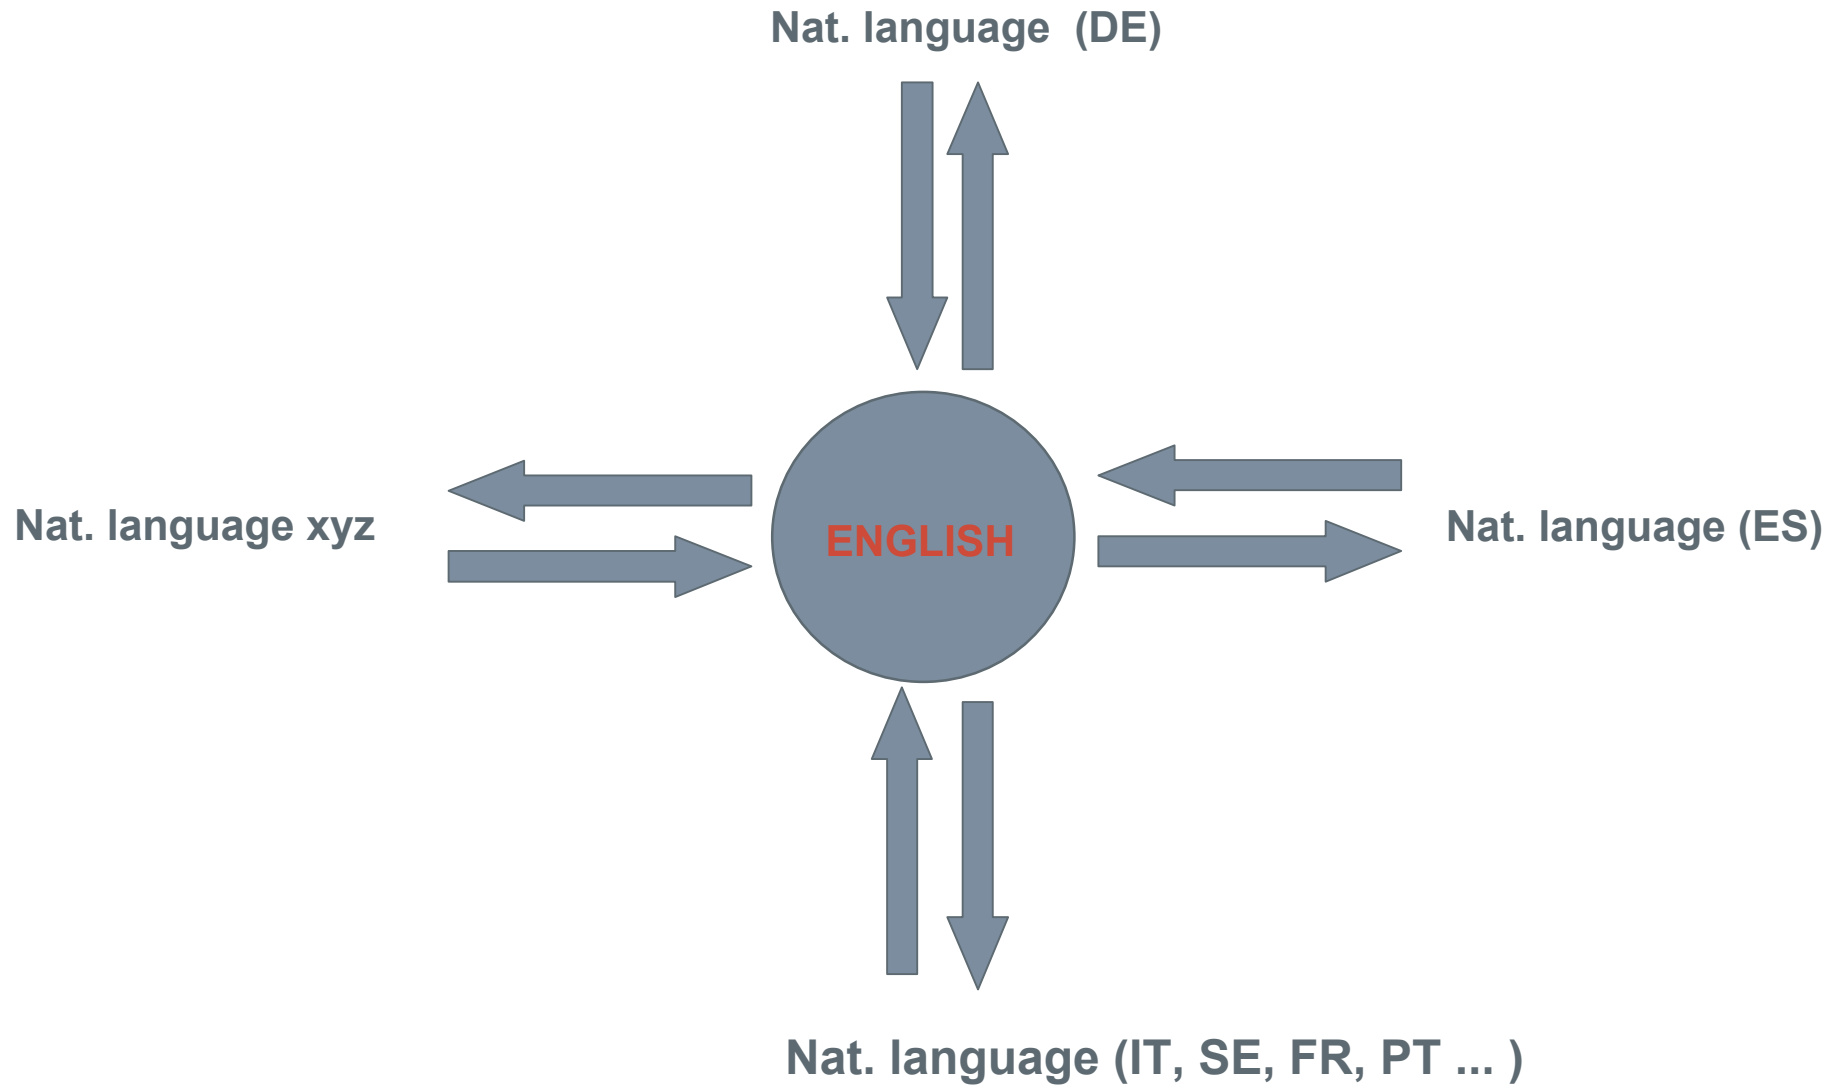 Nat. language (DE)
Nat. language xyz
ENGLISH
Nat. language (ES)
Nat. language (IT, SE, FR, PT ... )